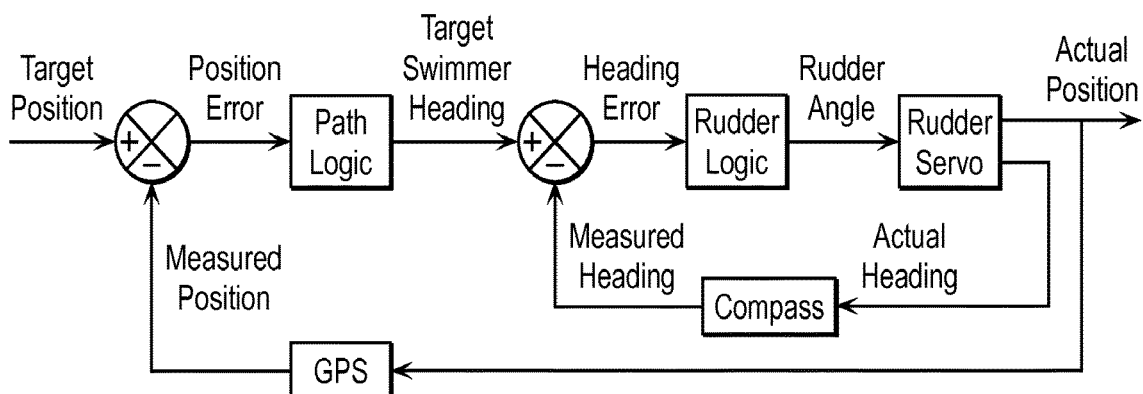 Target
Position
+
−
Position
Error
Path
Logic
Target
Swimmer
Heading
+
−
Heading
Error
Rudder
Logic
Rudder
Angle
Rudder
Servo
Actual
Position
Measured
Position
Measured
Heading
Compass
Actual
Heading
GPS